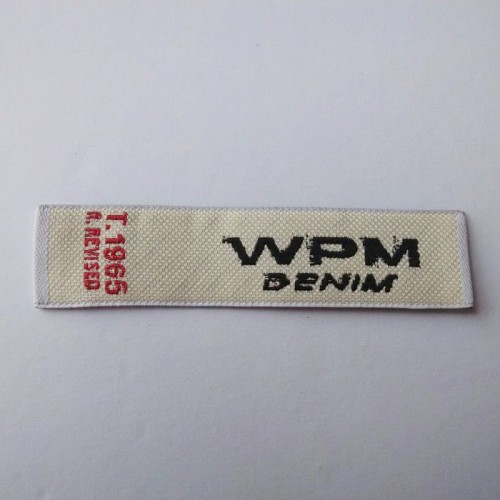 WPM
DENIM
T. 1965
R. REVISED